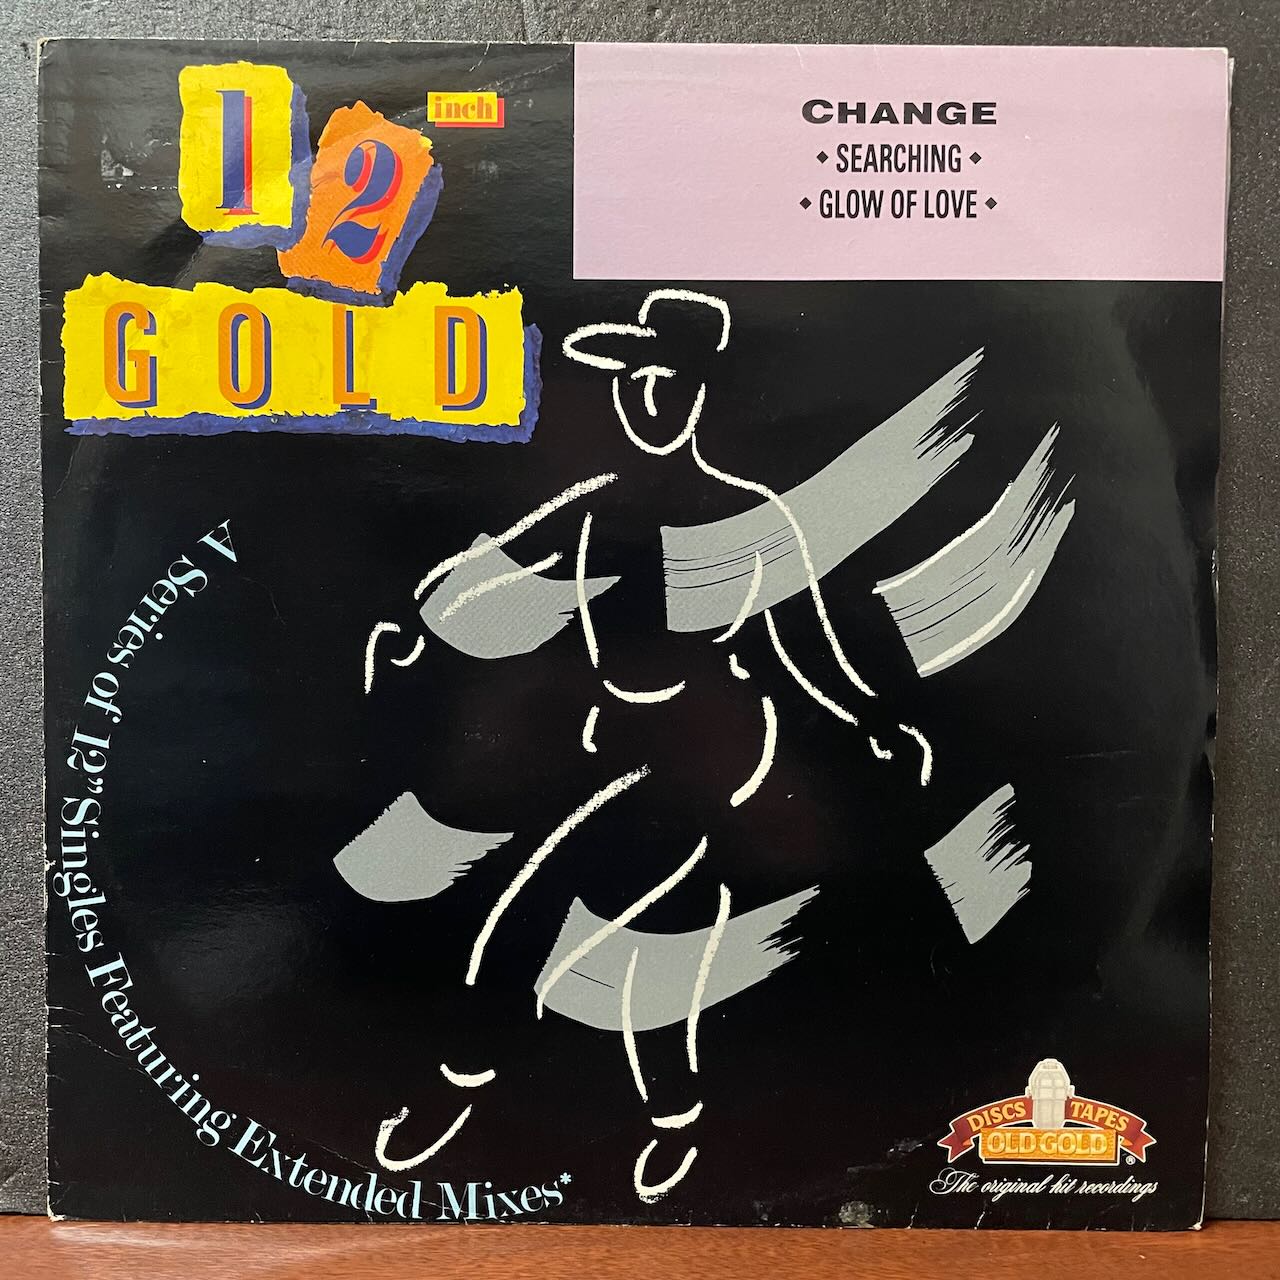 12 inch
GOLD
CHANGE
◆ SEARCHING ◆
◆ GLOW OF LOVE ◆
A Series of 12" Singles Featuring Extended Mixes*
DISCS TAPES
OLD GOLD ®
The original hit recordings